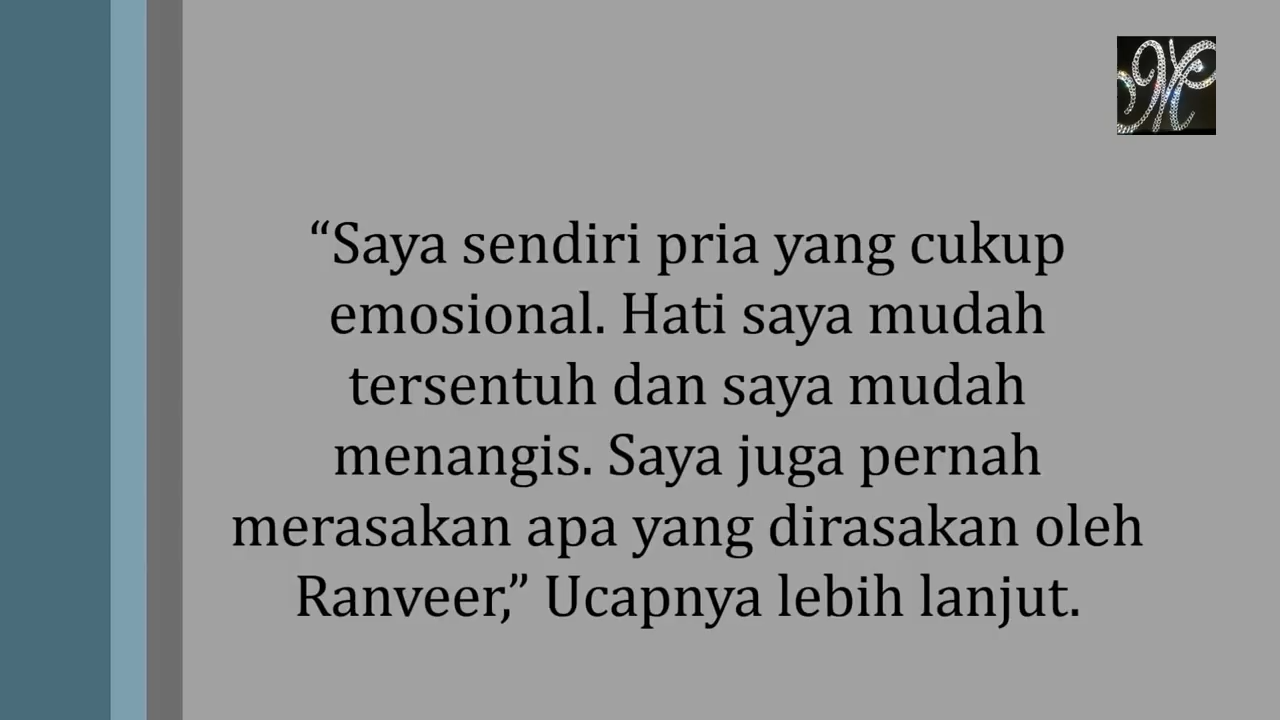 “Saya sendiri pria yang cukup
emosional. Hati saya mudah
tersentuh dan saya mudah
menangis. Saya juga pernah
merasakan apa yang dirasakan oleh
Ranveer,” Ucapnya lebih lanjut.